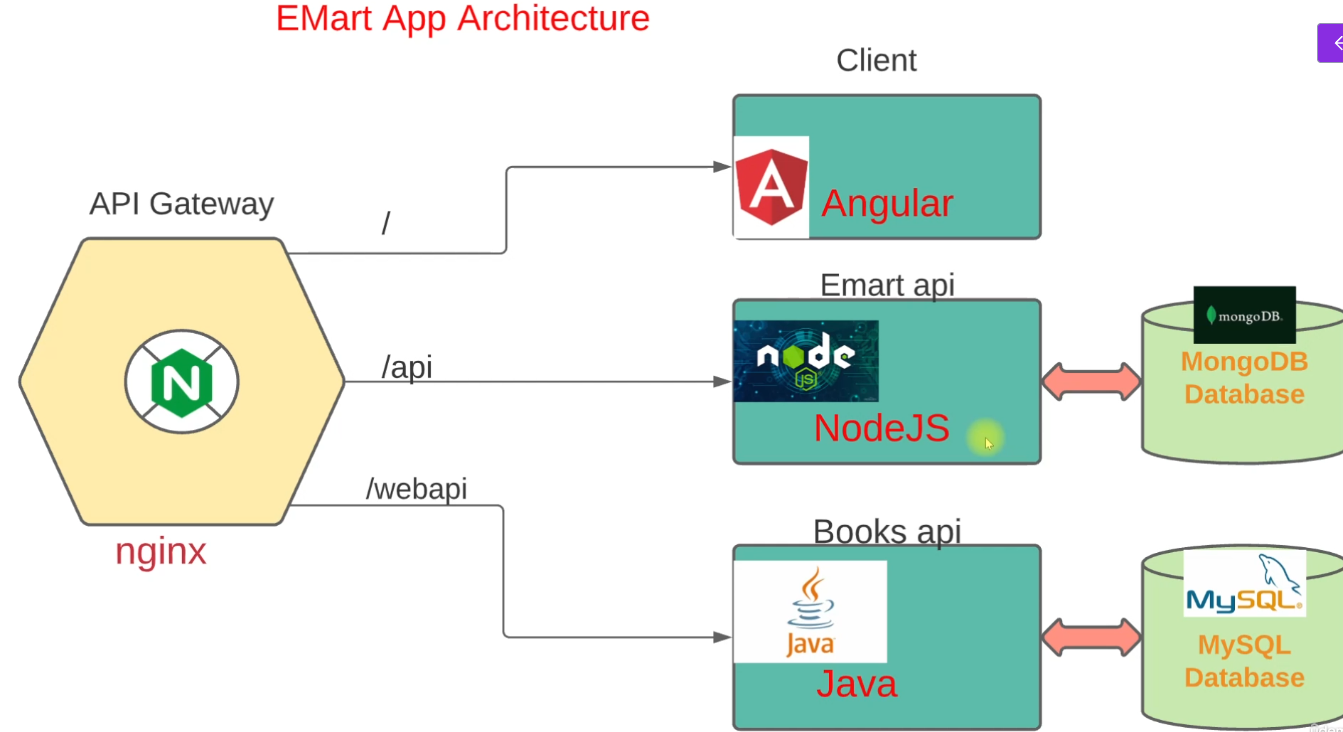 EMart App Architecture
Client
API Gateway
/
Angular
Emart api
mongoDB.
/api
node
JS
NodeJS
MongoDB
Database
/webapi
nginx
Books api
Java
Java
MySQL
MySQL
Database